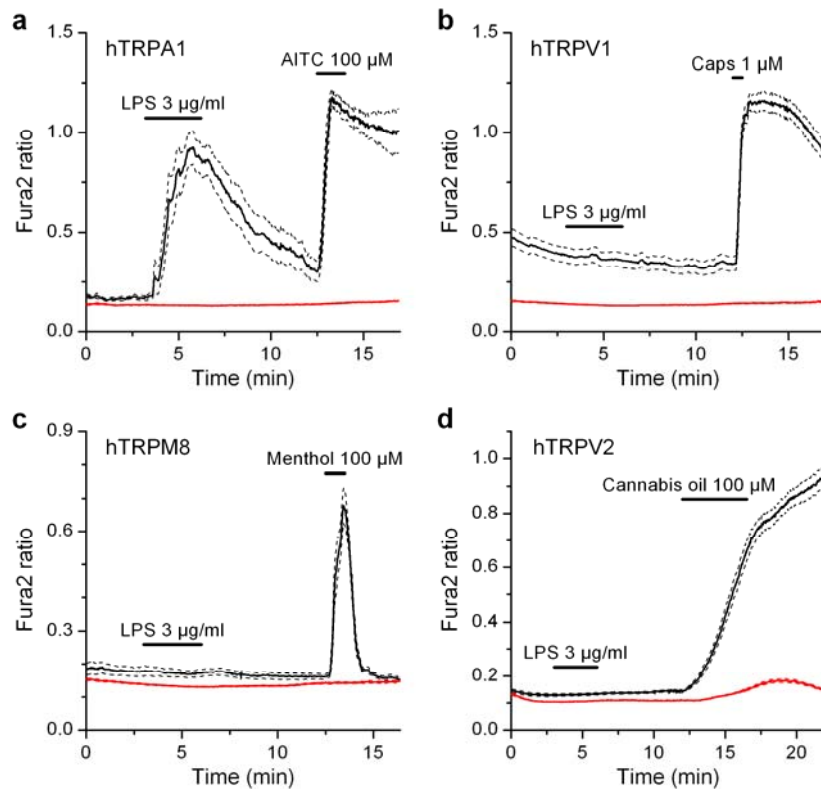 a
hTRPA1
AITC 100 µM
LPS 3 µg/ml
Fura2 ratio
1.5
1.0
0.5
0.0
0
5
10
15
Time (min)
b
hTRPV1
Caps 1 µM
LPS 3 µg/ml
Fura2 ratio
1.5
1.0
0.5
0.0
0
5
10
15
Time (min)
c
hTRPM8
Menthol 100 µM
LPS 3 µg/ml
Fura2 ratio
0.9
0.6
0.3
0.0
0
5
10
15
Time (min)
d
hTRPV2
Cannabis oil 100 µM
LPS 3 µg/ml
Fura2 ratio
1.0
0.8
0.6
0.4
0.2
0.0
0
5
10
15
20
Time (min)